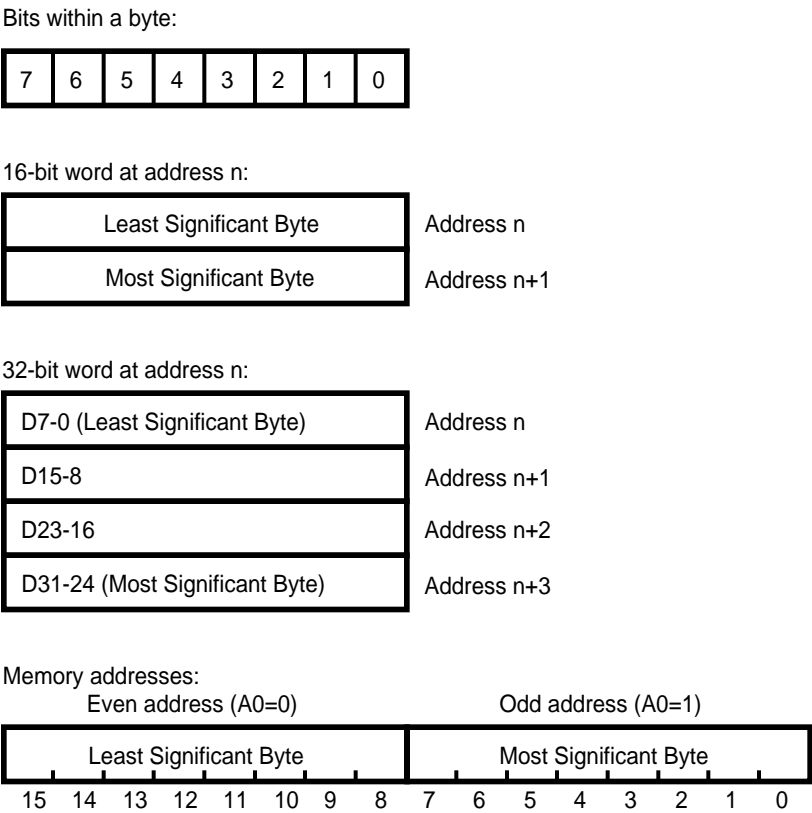 Bits within a byte:
7 6 5 4 3 2 1 0
16-bit word at address n:
Least Significant Byte Address n
Most Significant Byte Address n+1
32-bit word at address n:
D7-0 (Least Significant Byte) Address n
D15-8 Address n+1
D23-16 Address n+2
D31-24 (Most Significant Byte) Address n+3
Memory addresses:
Even address (A0=0) Odd address (A0=1)
Least Significant Byte Most Significant Byte
15 14 13 12 11 10 9 8 7 6 5 4 3 2 1 0